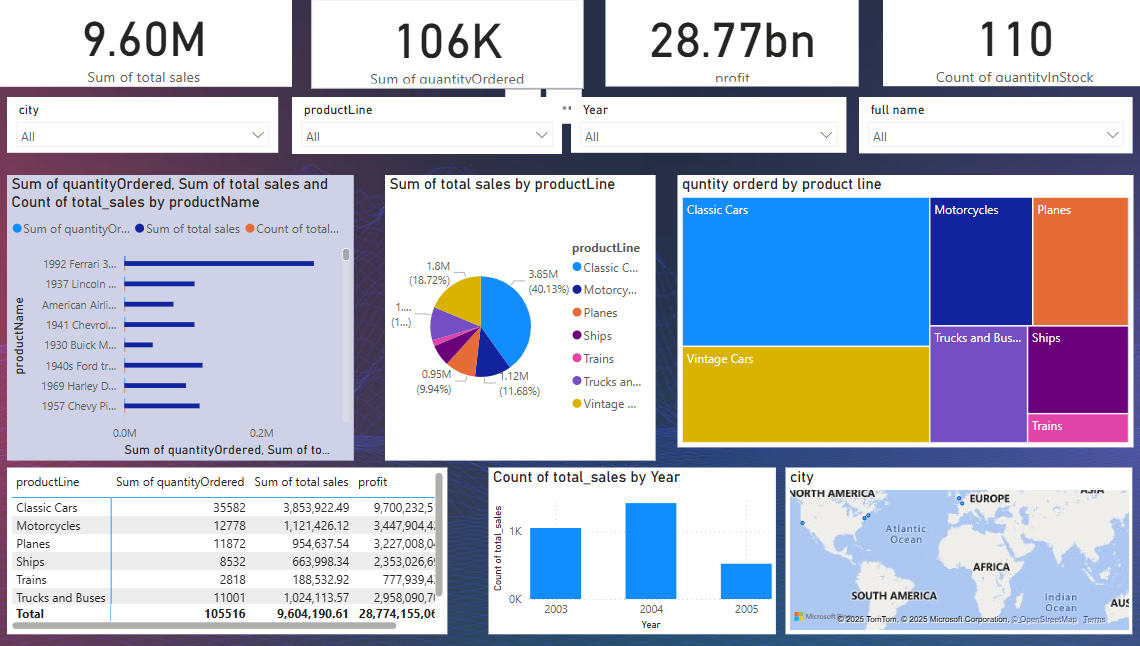 9.60M
Sum of total sales
106K
Sum of quantityOrdered
28.77bn
profit
110
Count of quantityInStock
city
All
productLine
All
Year
All
full name
All
Sum of quantityOrdered, Sum of total sales and
Count of total_sales by productName
Sum of quantityOr... Sum of total sales Count of total...
productName
1992 Ferrari 3...
1937 Lincoln ...
American Airli...
1941 Chevrol...
1930 Buick M...
1940s Ford tr...
1969 Harley D...
1957 Chevy Pi...
0.0M 0.2M
Sum of quantityOrdered, Sum of to...
Sum of total sales by productLine
1.8M
(18.72%)
3.85M
(40.13%)
1....
(1...)
0.95M
(9.94%)
1.12M
(11.68%)
productLine
Classic C...
Motorcy...
Planes
Ships
Trains
Trucks an...
Vintage ...
quntity orderd by product line
Classic Cars
Motorcycles
Planes
Vintage Cars
Trucks and Bus...
Ships
Trains
productLine Sum of quantityOrdered Sum of total sales profit
Classic Cars 35582 3,853,922.49 9,700,232,5
Motorcycles 12778 1,121,426.12 3,447,904,4
Planes 11872 954,637.54 3,227,008,0
Ships 8532 663,998.34 2,353,026,6
Trains 2818 188,532.92 777,939,4
Trucks and Buses 11001 1,024,113.57 2,958,090,7
Total 105516 9,604,190.61 28,774,155,06
Count of total_sales by Year
Count of total_sales
1K
0K
2003 2004 2005
Year
city
NORTH AMERICA
EUROPE
ASIA
Atlantic
Ocean
AFRICA
SOUTH AMERICA
Indian
Ocean
AUS
Microsoft Bing
© 2025 TomTom, © 2025 Microsoft Corporation, © OpenStreetMap Terms